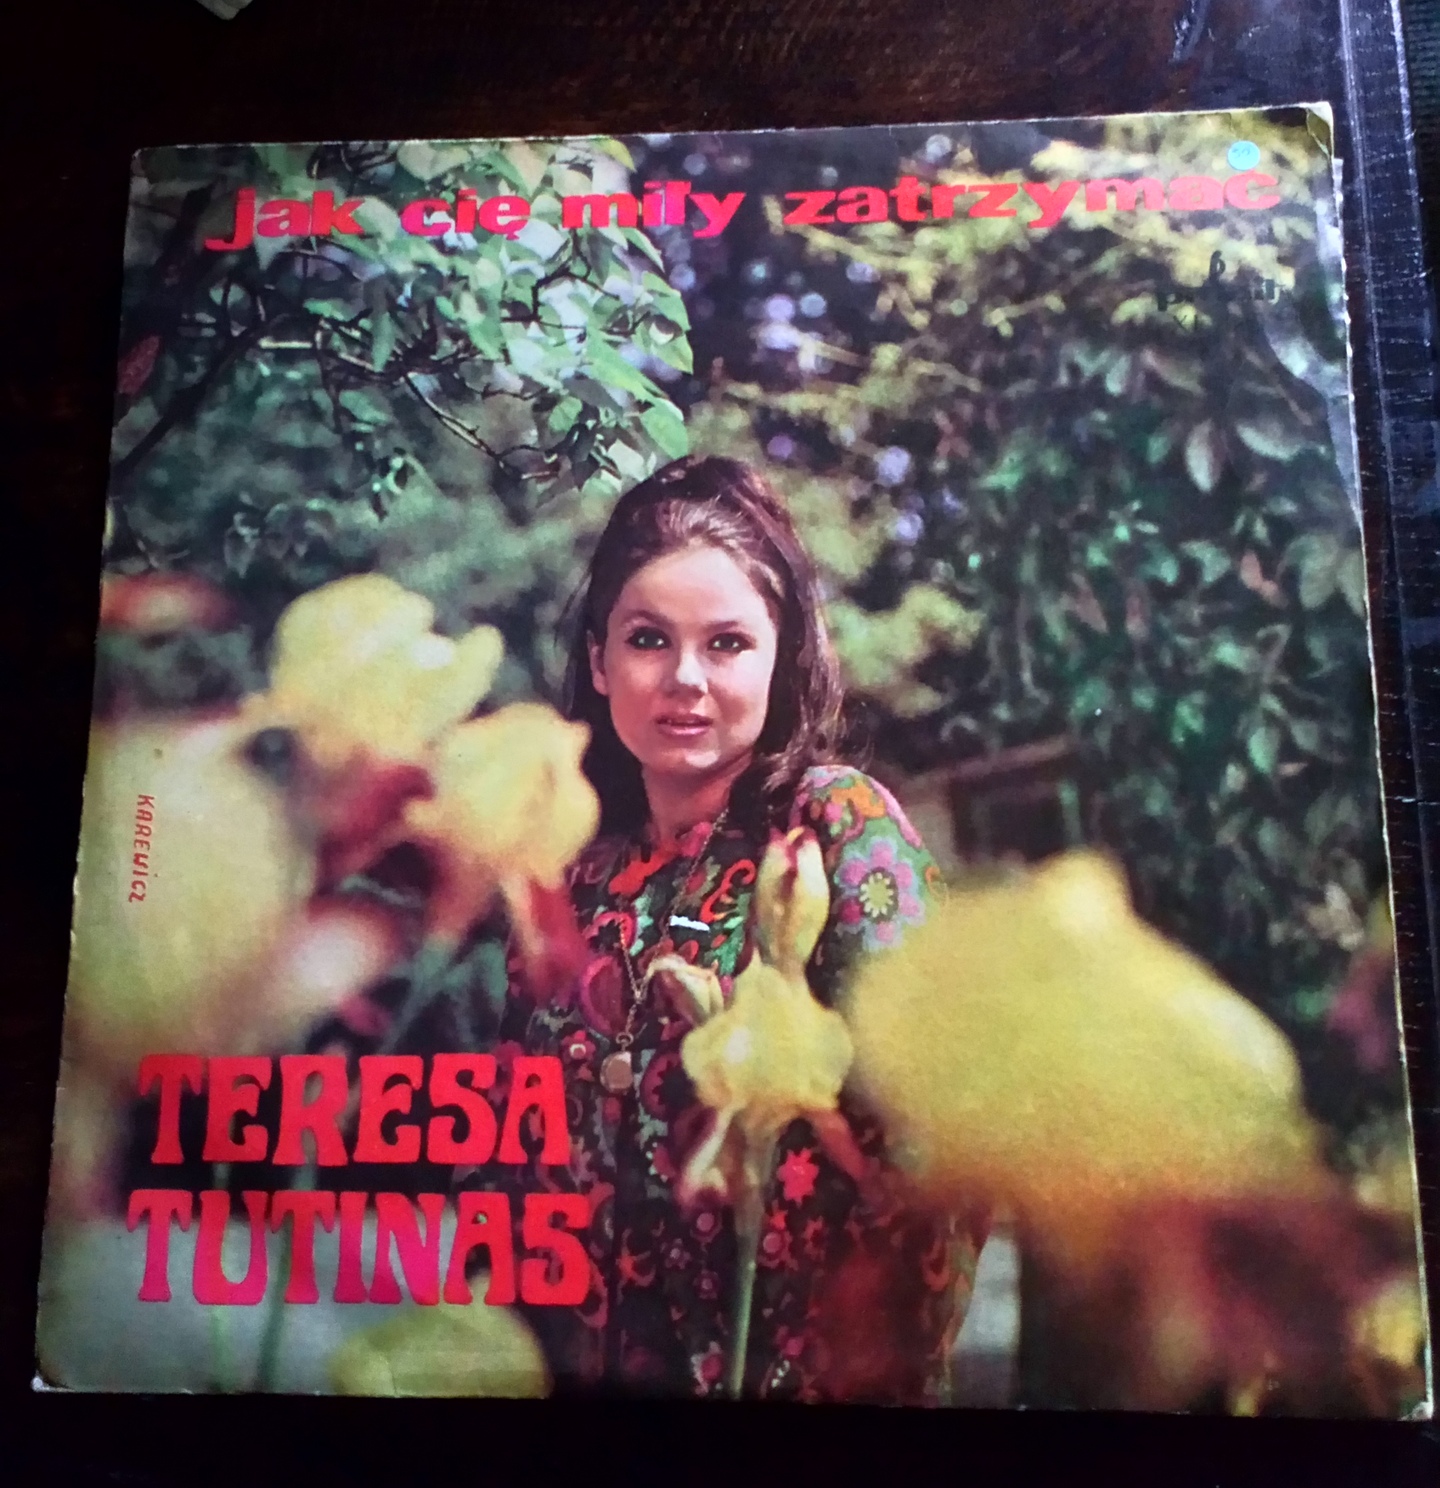 jak cię miły zatrzymać
KAREWICZ
TERESA
TUTINAS